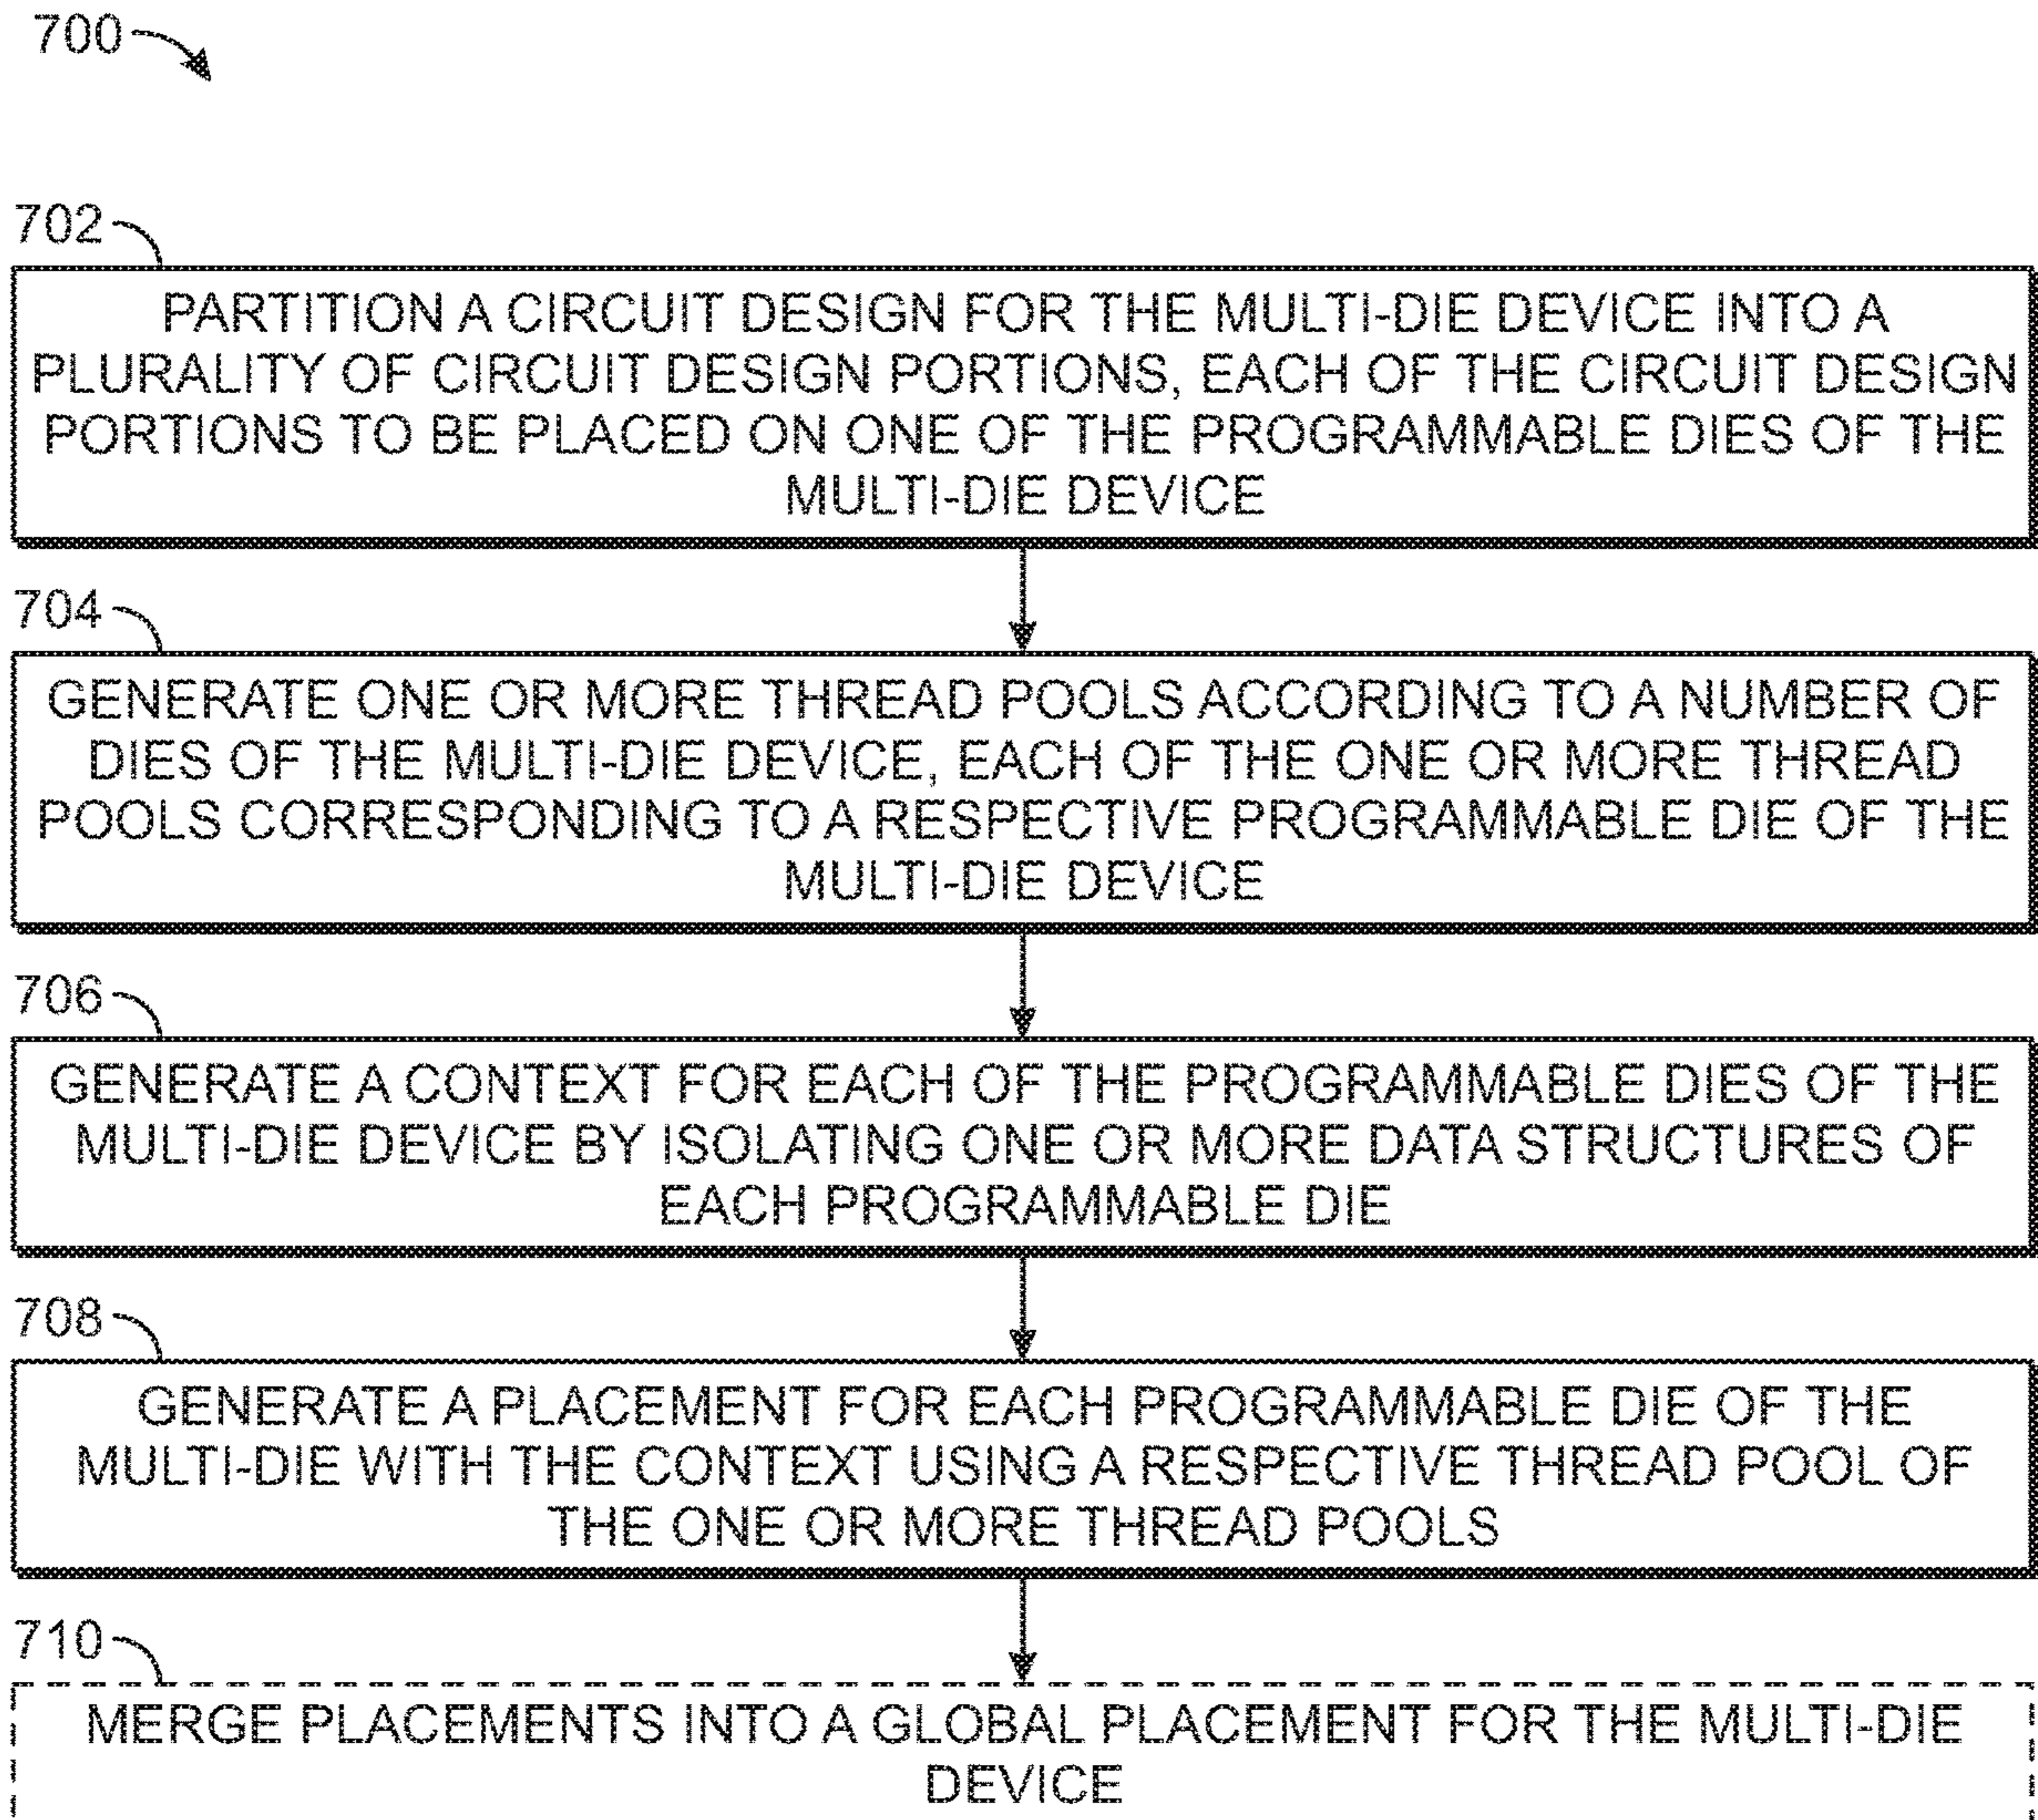 700
702
PARTITION A CIRCUIT DESIGN FOR THE MULTI-DIE DEVICE INTO A
PLURALITY OF CIRCUIT DESIGN PORTIONS, EACH OF THE CIRCUIT DESIGN
PORTIONS TO BE PLACED ON ONE OF THE PROGRAMMABLE DIES OF THE
MULTI-DIE DEVICE
704
GENERATE ONE OR MORE THREAD POOLS ACCORDING TO A NUMBER OF
DIES OF THE MULTI-DIE DEVICE, EACH OF THE ONE OR MORE THREAD
POOLS CORRESPONDING TO A RESPECTIVE PROGRAMMABLE DIE OF THE
MULTI-DIE DEVICE
706
GENERATE A CONTEXT FOR EACH OF THE PROGRAMMABLE DIES OF THE
MULTI-DIE DEVICE BY ISOLATING ONE OR MORE DATA STRUCTURES OF
EACH PROGRAMMABLE DIE
708
GENERATE A PLACEMENT FOR EACH PROGRAMMABLE DIE OF THE
MULTI-DIE WITH THE CONTEXT USING A RESPECTIVE THREAD POOL OF
THE ONE OR MORE THREAD POOLS
710
MERGE PLACEMENTS INTO A GLOBAL PLACEMENT FOR THE MULTI-DIE
DEVICE